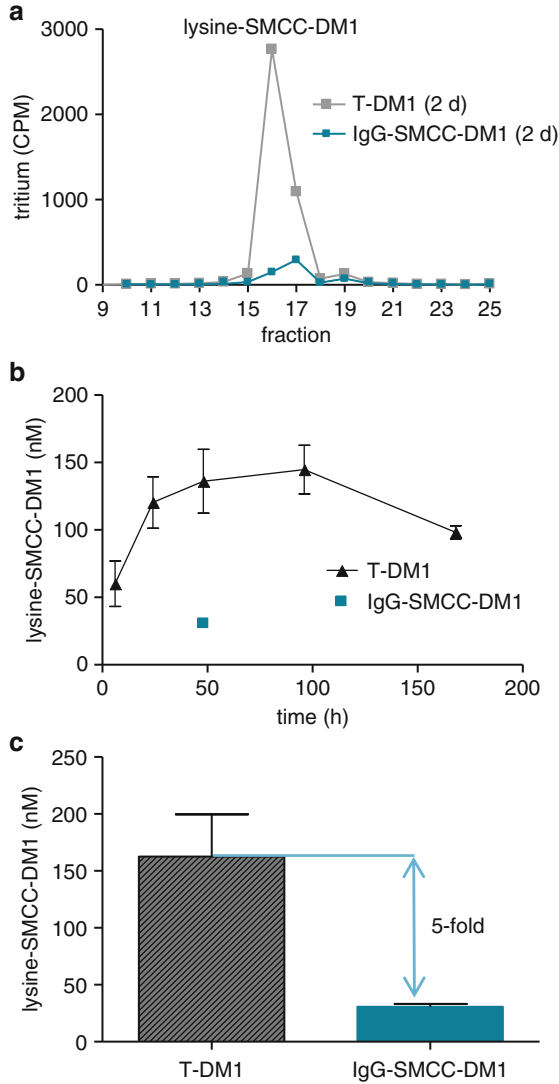 a
lysine-SMCC-DM1
3000
2000
1000
0
tritium (CPM)
T-DM1 (2 d)
IgG-SMCC-DM1 (2 d)
9 11 13 15 17 19 21 23 25
fraction
b
200
150
100
50
0
lysine-SMCC-DM1 (nM)
T-DM1
IgG-SMCC-DM1
0 50 100 150 200
time (h)
c
250
200
150
100
50
0
lysine-SMCC-DM1 (nM)
5-fold
T-DM1 IgG-SMCC-DM1